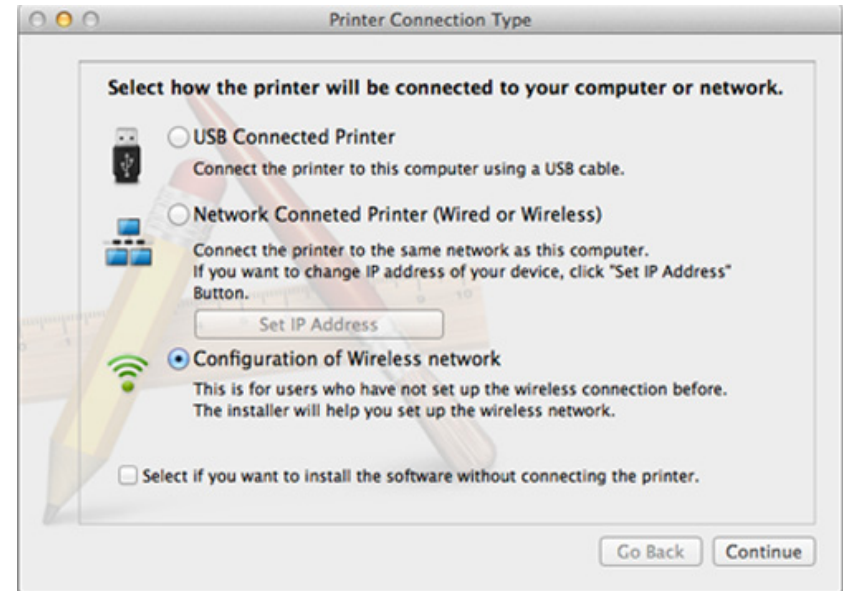 Printer Connection Type
Select how the printer will be connected to your computer or network.
USB Connected Printer
Connect the printer to this computer using a USB cable.
Network Conneted Printer (Wired or Wireless)
Connect the printer to the same network as this computer.
If you want to change IP address of your device, click "Set IP Address"
Button.
Set IP Address
Configuration of Wireless network
This is for users who have not set up the wireless connection before.
The installer will help you set up the wireless network.
Select if you want to install the software without connecting the printer.
Go Back
Continue